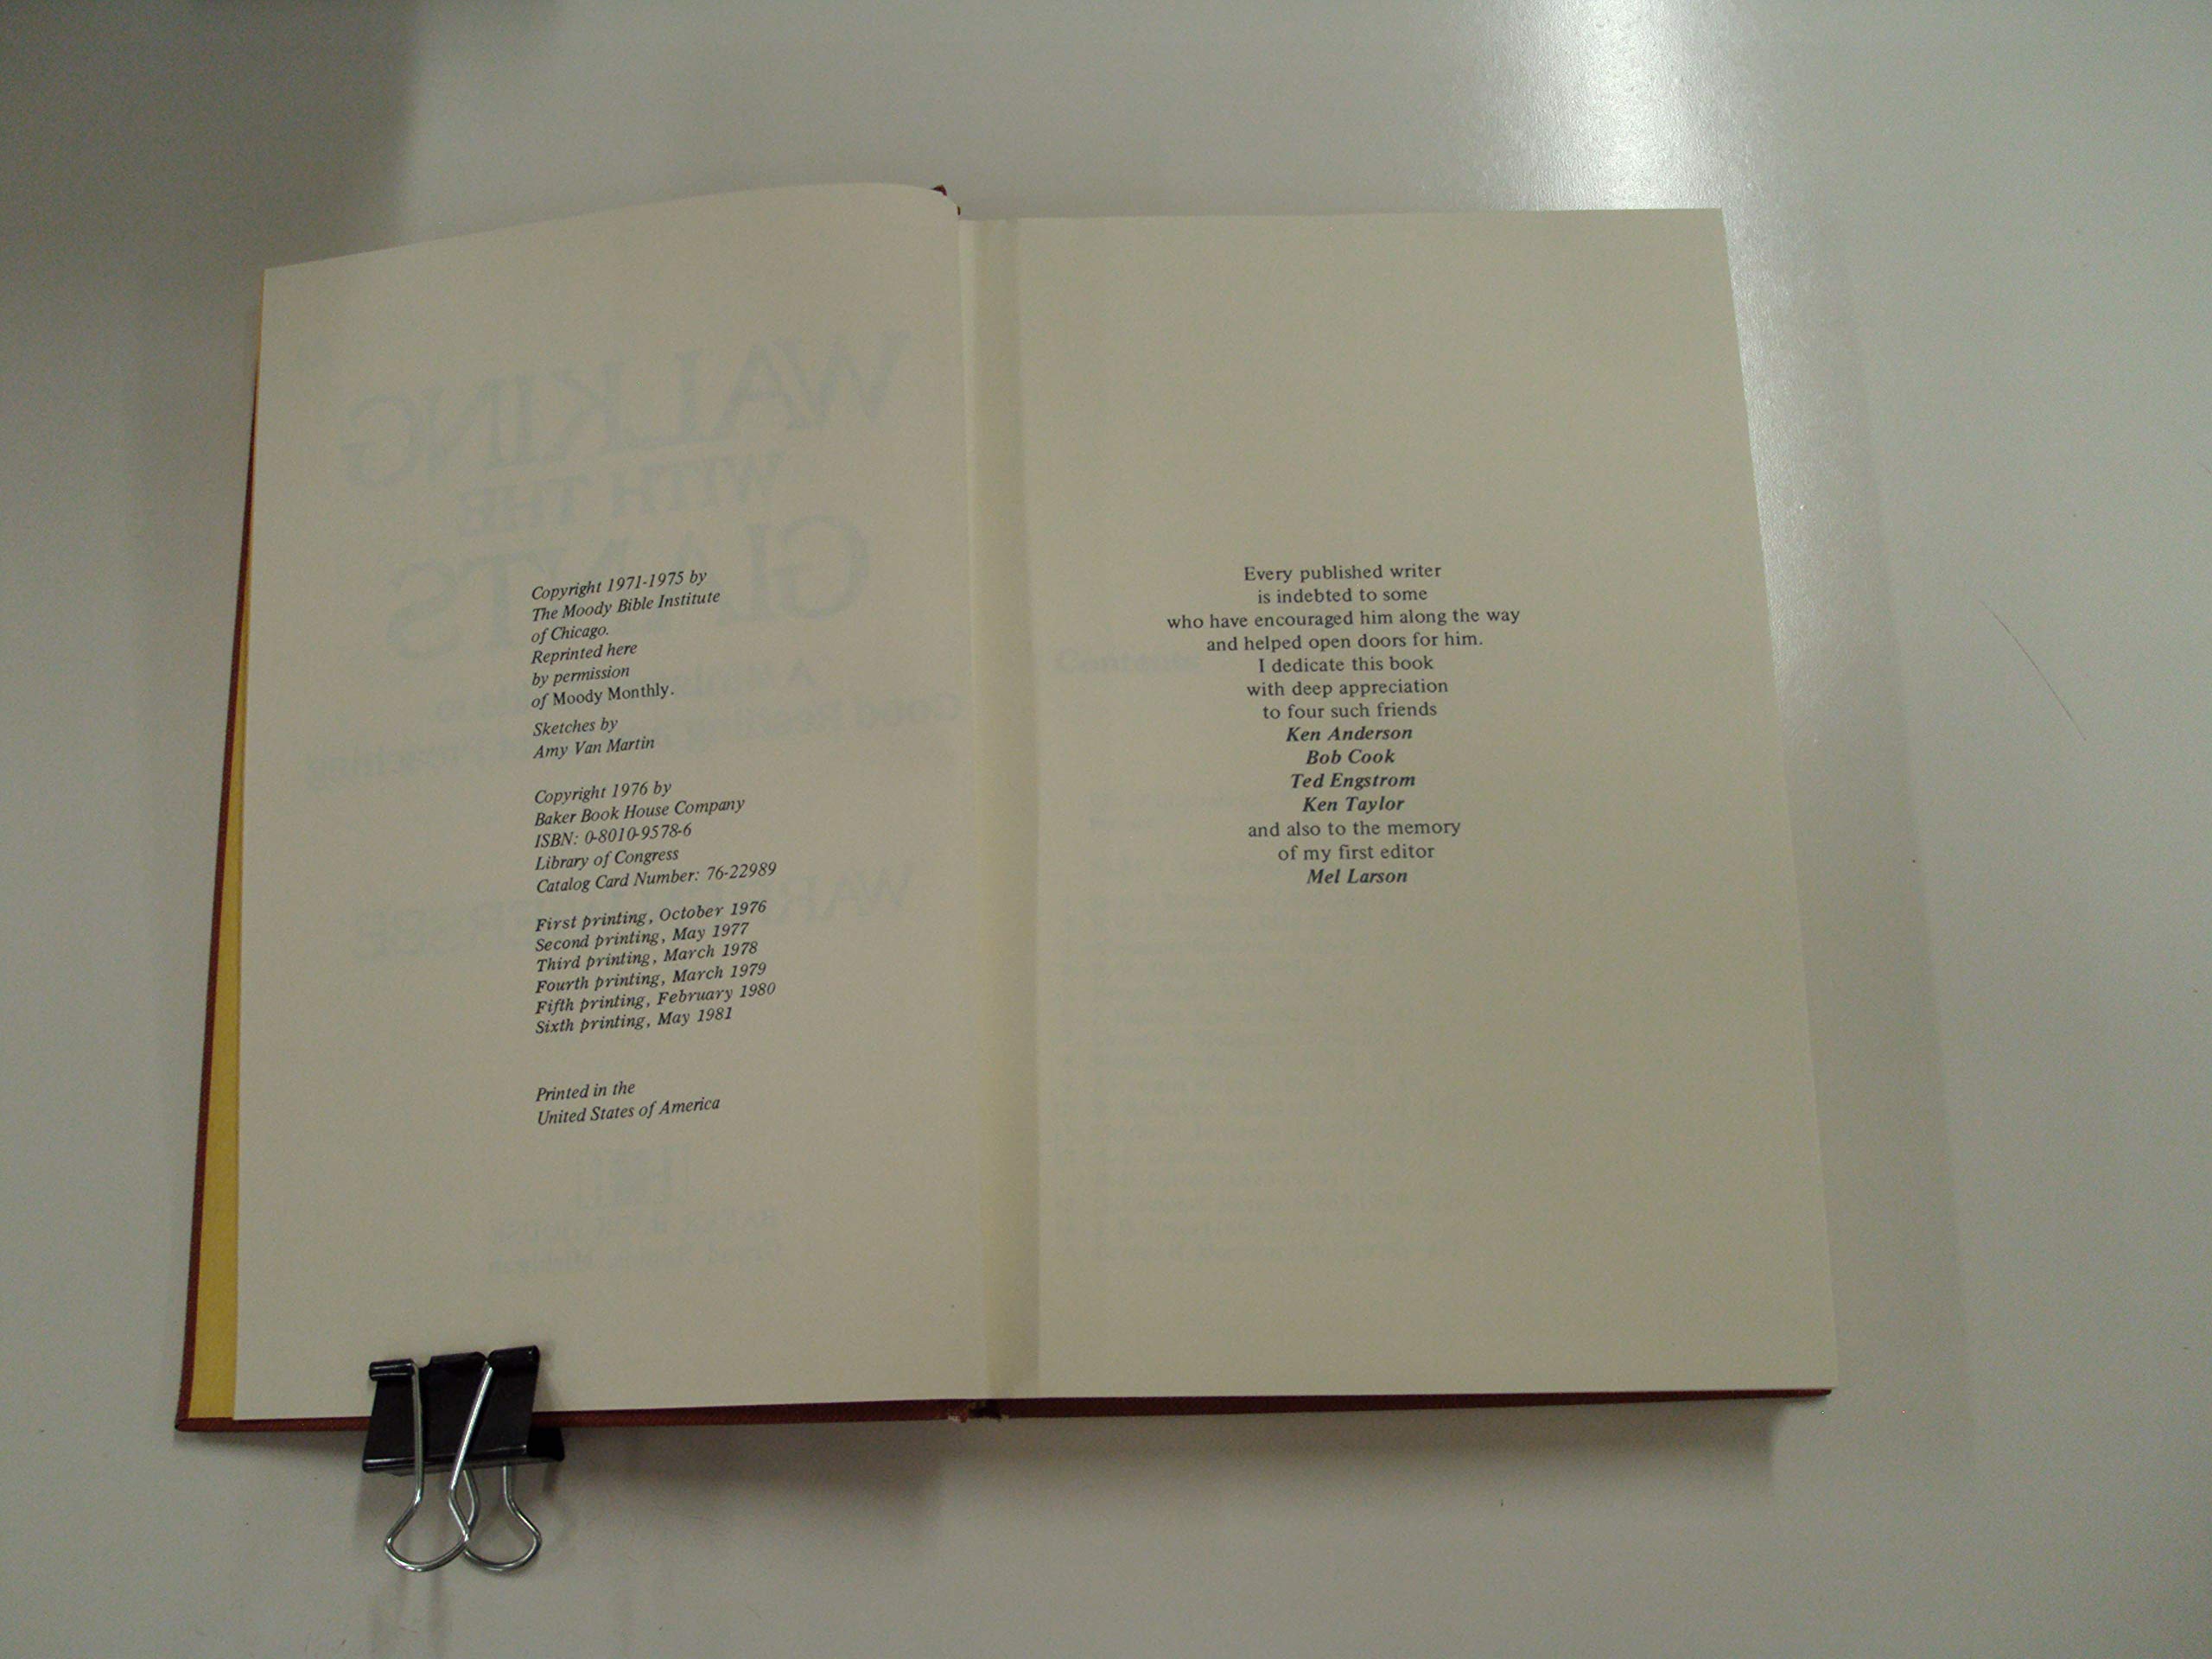 Copyright 1971-1975 by
The Moody Bible Institute
of Chicago.
Reprinted here
by permission
of Moody Monthly.
Sketches by
Amy Van Martin
Copyright 1976 by
Baker Book House Company
ISBN: 0-8010-9578-6
Library of Congress
Catalog Card Number: 76-22989
First printing, October 1976
Second printing, May 1977
Third printing, March 1978
Fourth printing, March 1979
Fifth printing, February 1980
Sixth printing, May 1981
Printed in the
United States of America
WALKING
WITH THE
GIANTS
Every published writer
is indebted to some
who have encouraged him along the way
and helped open doors for him.
I dedicate this book
with deep appreciation
to four such friends
Ken Anderson
Bob Cook
Ted Engstrom
Ken Taylor
and also to the memory
of my first editor
Mel Larson